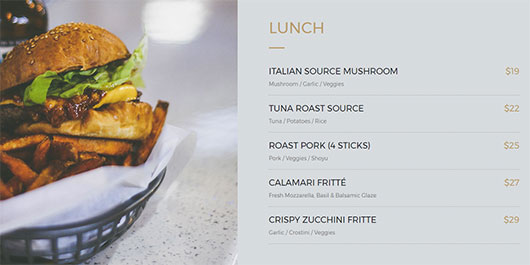 LUNCH
ITALIAN SOURCE MUSHROOM $19
Mushroom / Garlic / Veggies
TUNA ROAST SOURCE $22
Tuna / Potatoes / Rice
ROAST PORK (4 STICKS) $25
Pork / Veggies / Shoyu
CALAMARI FRITTÉ $27
Fresh Mozzarella, Basil & Balsamic Glaze
CRISPY ZUCCHINI FRITTE $29
Garlic / Crostini / Veggies